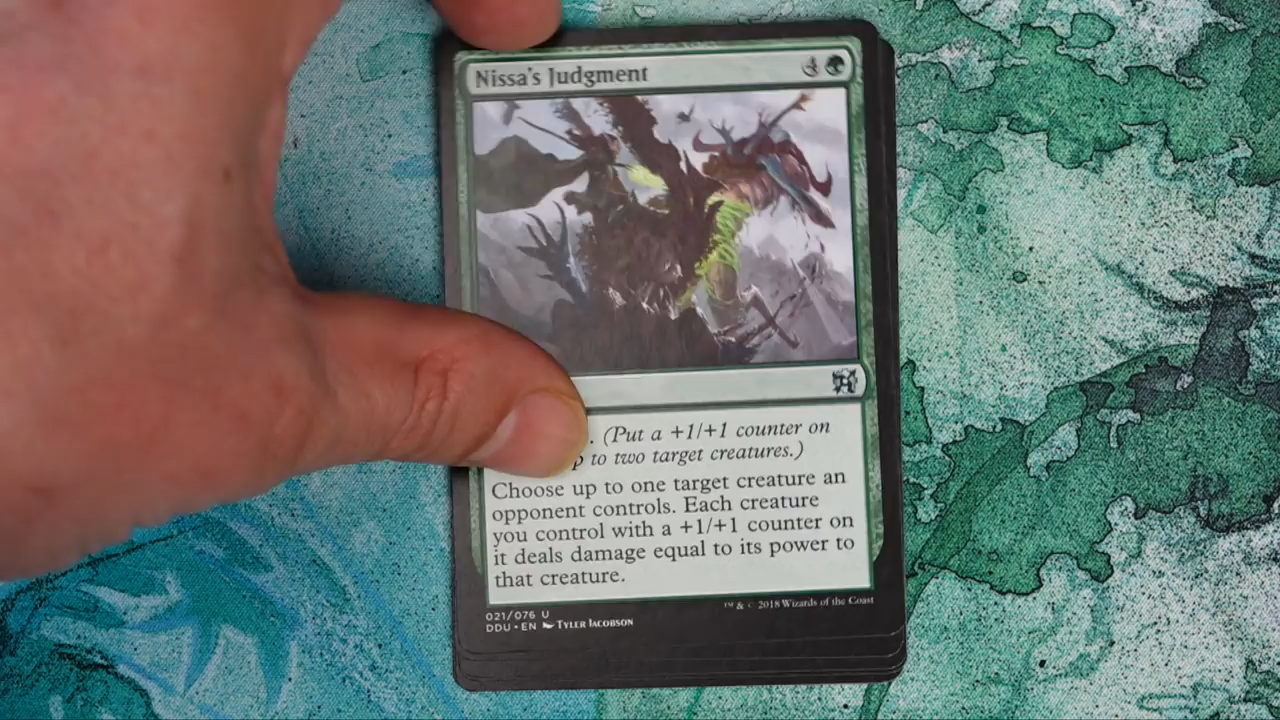 Nissa's Judgment 4
. (Put a +1/+1 counter on
p to two target creatures.)
Choose up to one target creature an
opponent controls. Each creature
you control with a +1/+1 counter on
it deals damage equal to its power to
that creature.
021/076 U
DDU • EN Tyler Jacobson
™ & © 2018 Wizards of the Coast